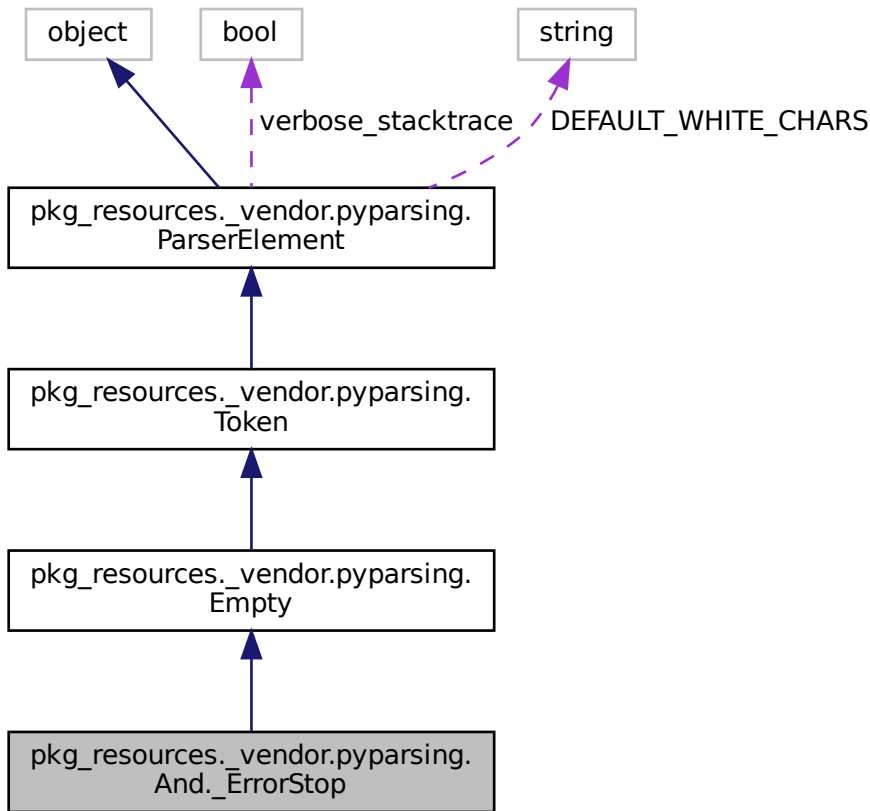 object
bool
string
verbose_stacktrace
DEFAULT_WHITE_CHARS
pkg_resources._vendor.pyparsing.
ParserElement
pkg_resources._vendor.pyparsing.
Token
pkg_resources._vendor.pyparsing.
Empty
pkg_resources._vendor.pyparsing.
And._ErrorStop